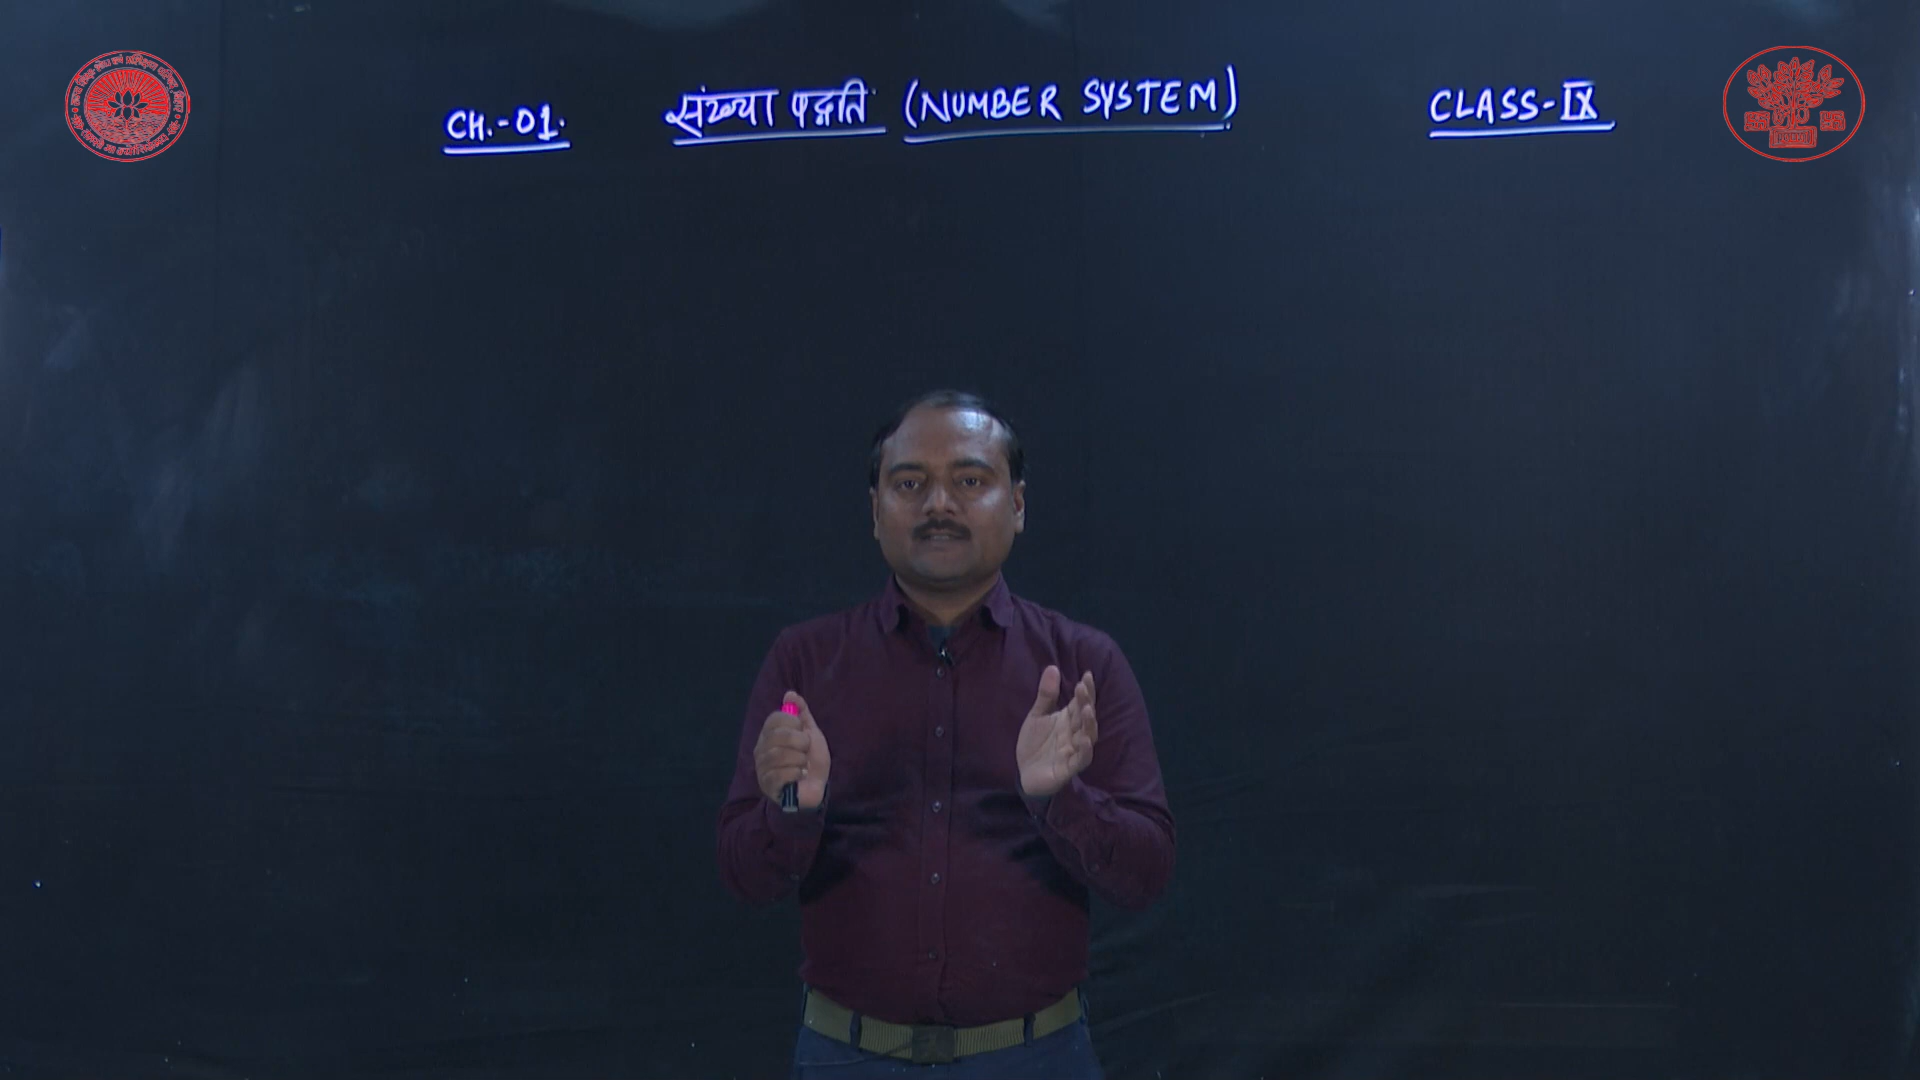 CH.-01. संख्या पद्धति (NUMBER SYSTEM) CLASS-IX